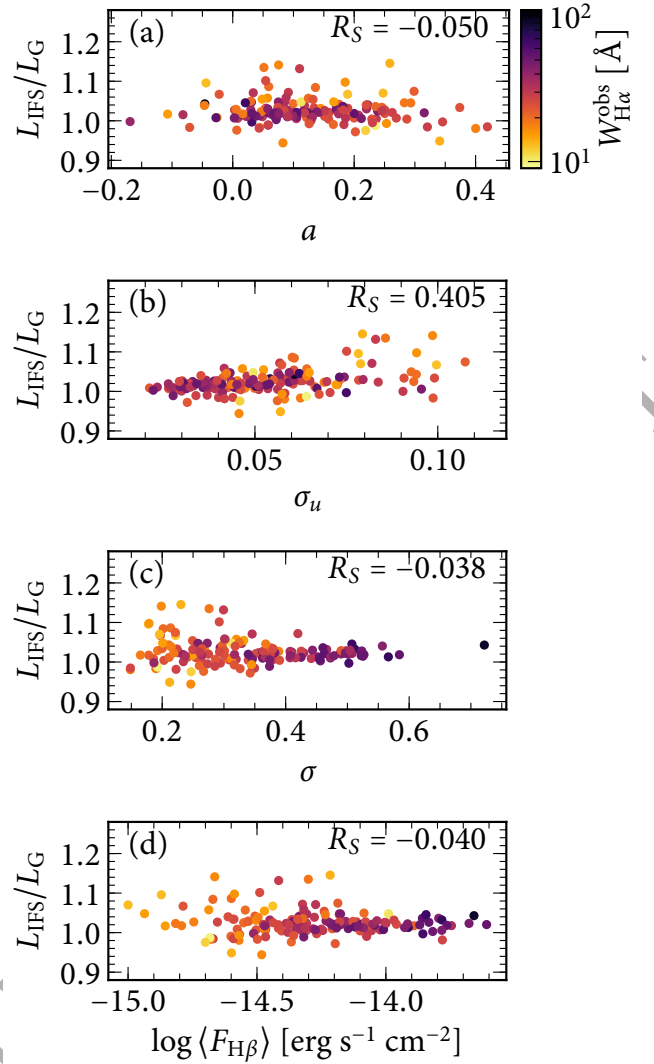 (a) R_S = −0.050
L_IFS/L_G
1.2
1.1
1.0
0.9
−0.2 0.0 0.2 0.4
a
10²
10¹
W_Hα^obs [Å]
(b) R_S = 0.405
L_IFS/L_G
1.2
1.1
1.0
0.9
0.05 0.10
σ_u
(c) R_S = −0.038
L_IFS/L_G
1.2
1.1
1.0
0.9
0.2 0.4 0.6
σ
(d) R_S = −0.040
L_IFS/L_G
1.2
1.1
1.0
0.9
−15.0 −14.5 −14.0
log ⟨F_Hβ⟩ [erg s⁻¹ cm⁻²]